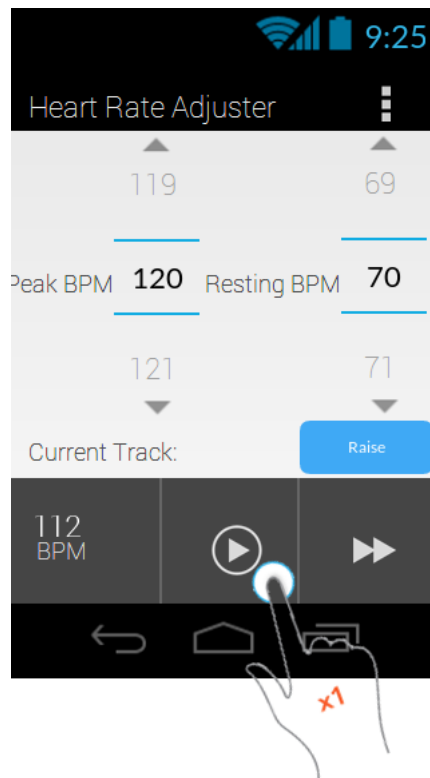 9:25
Heart Rate Adjuster
119 69
Peak BPM 120 Resting BPM 70
121 71
Current Track: Raise
112
BPM
x1